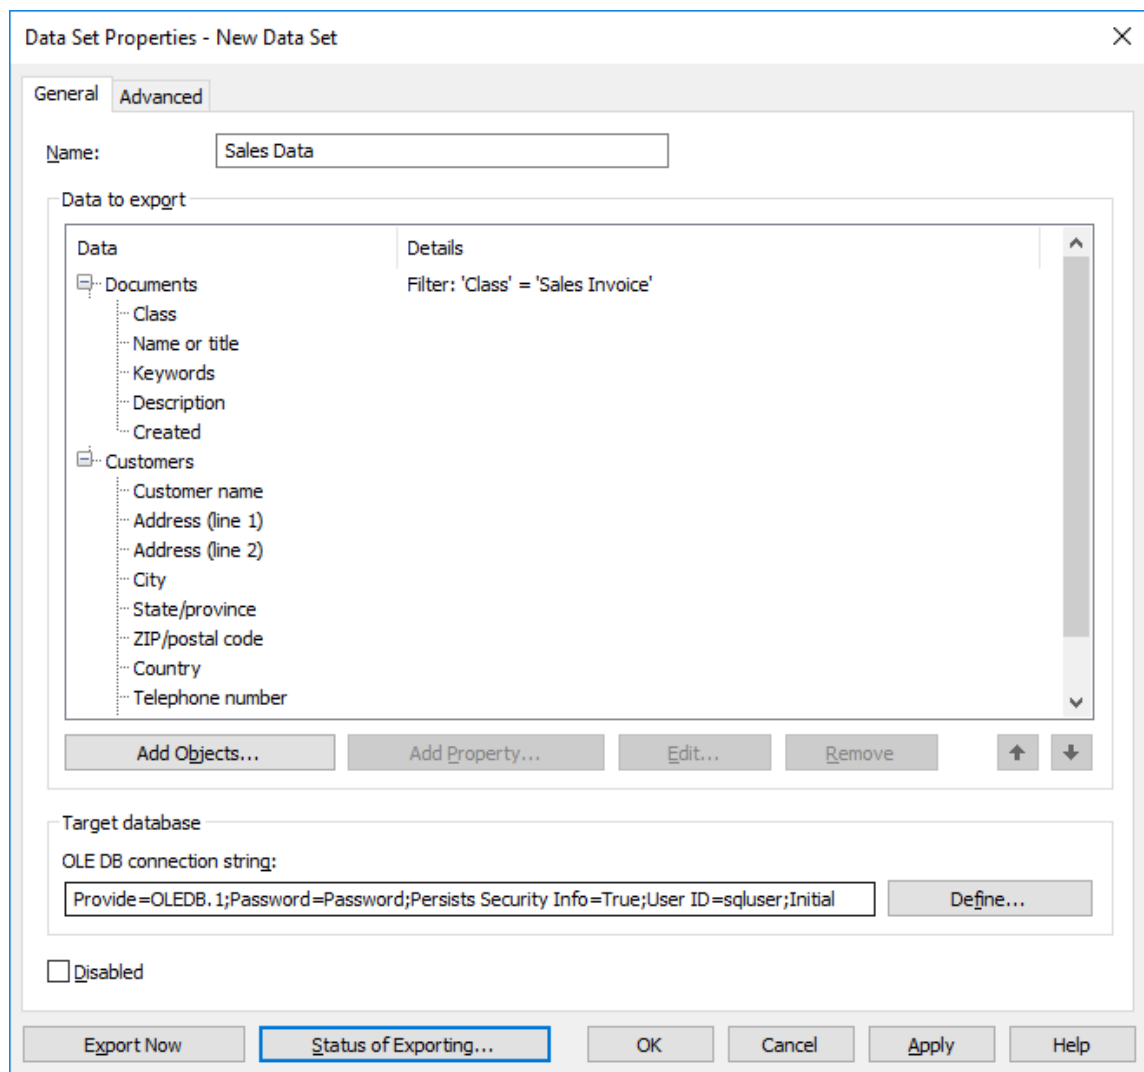 Data Set Properties - New Data Set
General Advanced
Name: Sales Data
Data to export
Data Details
Documents Filter: 'Class' = 'Sales Invoice'
Class
Name or title
Keywords
Description
Created
Customers
Customer name
Address (line 1)
Address (line 2)
City
State/province
ZIP/postal code
Country
Telephone number
Add Objects... Add Property... Edit... Remove
Target database
OLE DB connection string:
Provide=OLEDB.1;Password=Password;Persists Security Info=True;User ID=sqluser;Initial Define...
Disabled
Export Now Status of Exporting... OK Cancel Apply Help